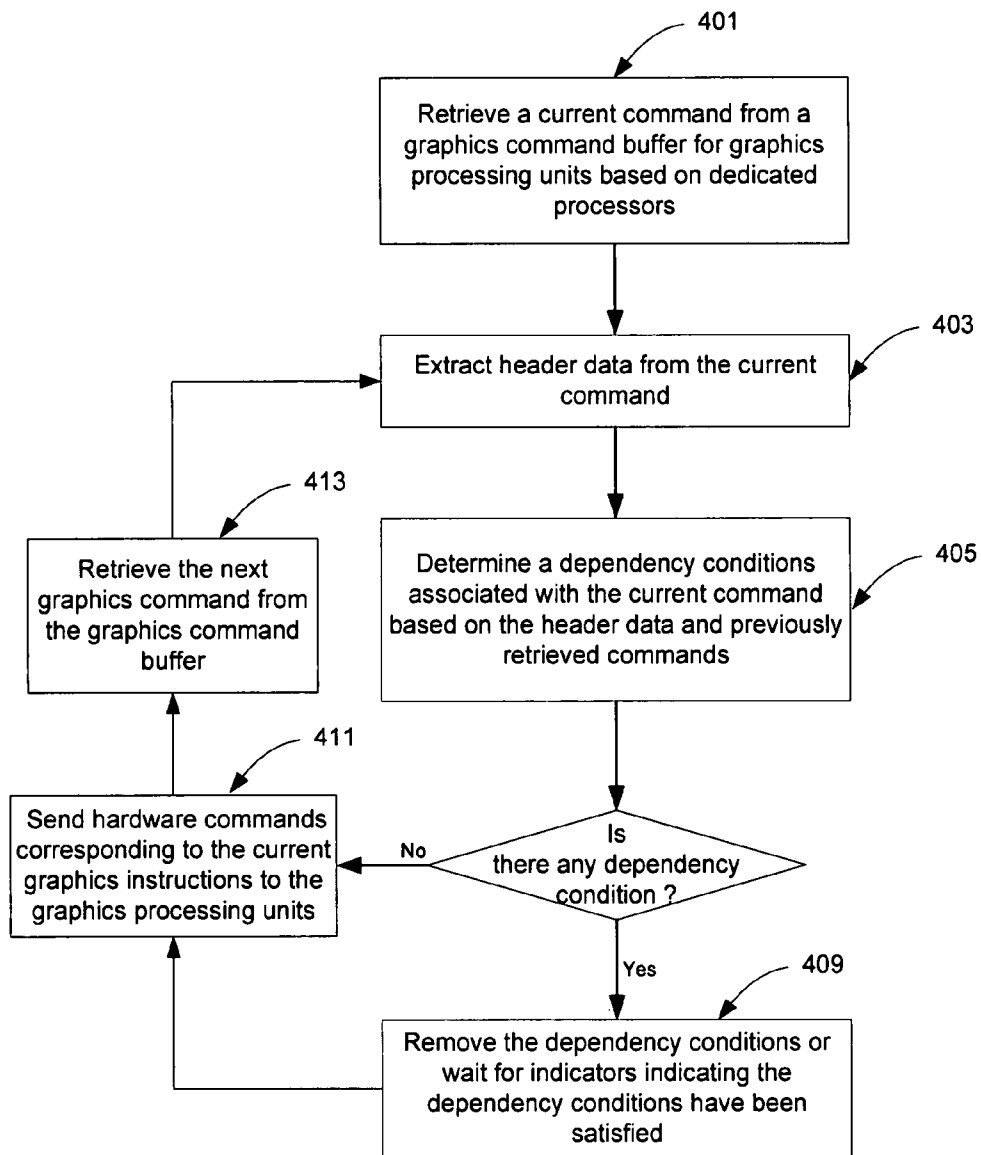 401
Retrieve a current command from a
graphics command buffer for graphics
processing units based on dedicated
processors
403
Extract header data from the current
command
413
Retrieve the next
graphics command from
the graphics command
buffer
405
Determine a dependency conditions
associated with the current command
based on the header data and previously
retrieved commands
411
Send hardware commands
corresponding to the current
graphics instructions to the
graphics processing units
No
Is
there any dependency
condition ?
Yes
409
Remove the dependency conditions or
wait for indicators indicating the
dependency conditions have been
satisfied